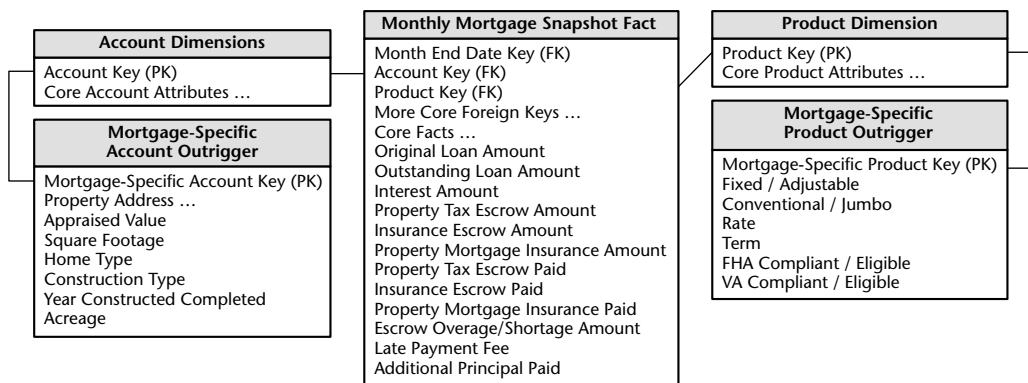 Account Dimensions
Account Key (PK)
Core Account Attributes …
Mortgage-Specific
Account Outrigger
Mortgage-Specific Account Key (PK)
Property Address …
Appraised Value
Square Footage
Home Type
Construction Type
Year Constructed Completed
Acreage
Monthly Mortgage Snapshot Fact
Month End Date Key (FK)
Account Key (FK)
Product Key (FK)
More Core Foreign Keys …
Core Facts …
Original Loan Amount
Outstanding Loan Amount
Interest Amount
Property Tax Escrow Amount
Insurance Escrow Amount
Property Mortgage Insurance Amount
Property Tax Escrow Paid
Insurance Escrow Paid
Property Mortgage Insurance Paid
Escrow Overage/Shortage Amount
Late Payment Fee
Additional Principal Paid
Product Dimension
Product Key (PK)
Core Product Attributes …
Mortgage-Specific
Product Outrigger
Mortgage-Specific Product Key (PK)
Fixed / Adjustable
Conventional / Jumbo
Rate
Term
FHA Compliant / Eligible
VA Compliant / Eligible